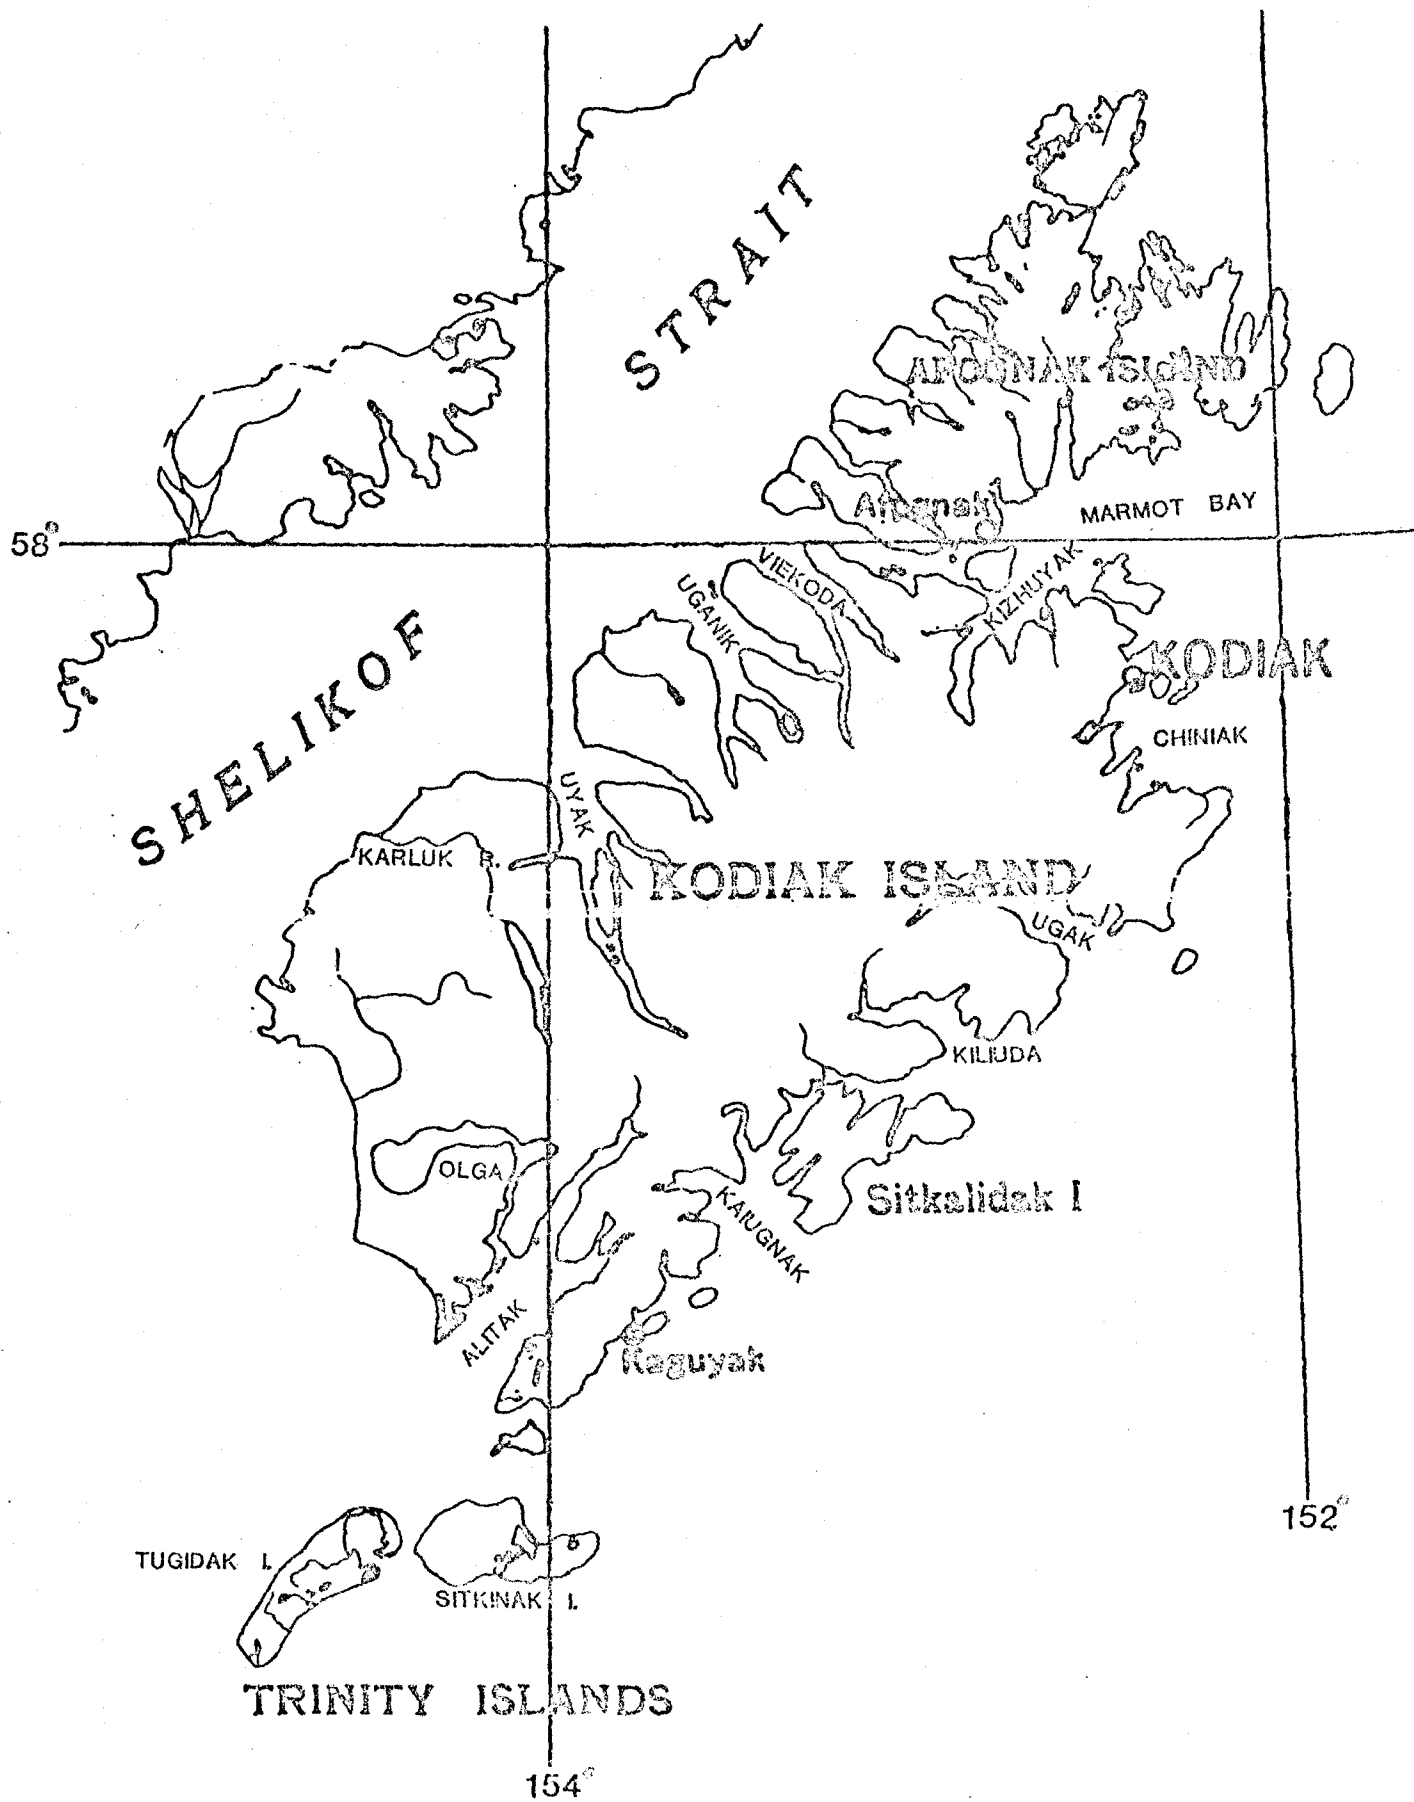 STRAIT
AFOGNAK ISLAND
Afognak
MARMOT BAY
58°
VIEKODA
UGANIK
KIZHUYAK
KODIAK
SHELIKOF
CHINIAK
UYAK
KARLUK R.
KODIAK ISLAND
UGAK
KILIUDA
OLGA
Sitkalidak I
KAIUGNAK
ALITAK
Kaguyak
152°
TUGIDAK I.
SITKINAK I.
TRINITY ISLANDS
154°